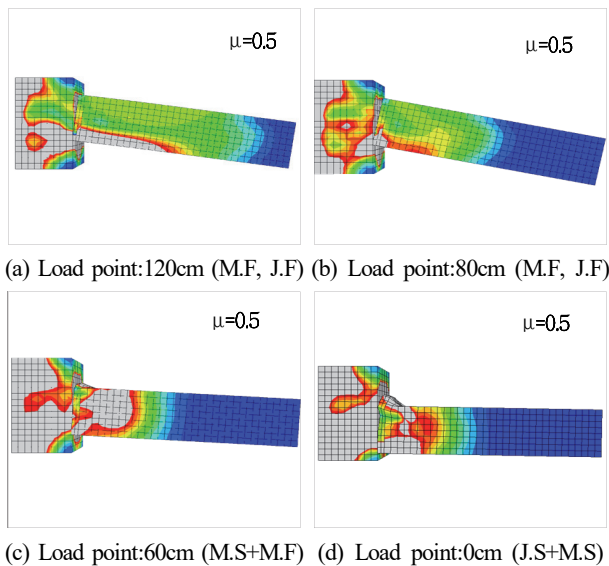 μ=0.5
μ=0.5
(a) Load point:120cm (M.F, J.F)
(b) Load point:80cm (M.F, J.F)
μ=0.5
μ=0.5
(c) Load point:60cm (M.S+M.F)
(d) Load point:0cm (J.S+M.S)